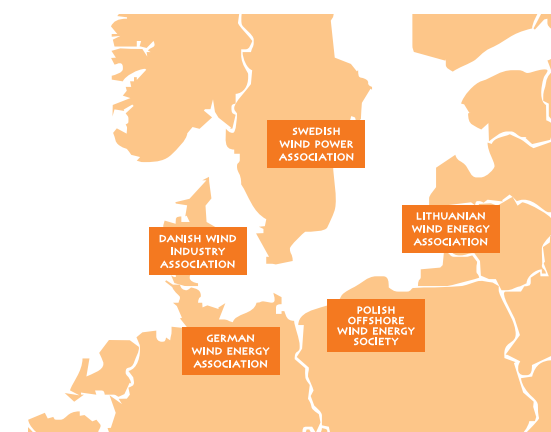 SWEDISH
WIND POWER
ASSOCIATION
LITHUANIAN
WIND ENERGY
ASSOCIATION
DANISH WIND
INDUSTRY
ASSOCIATION
POLISH
OFFSHORE
WIND ENERGY
SOCIETY
GERMAN
WIND ENERGY
ASSOCIATION